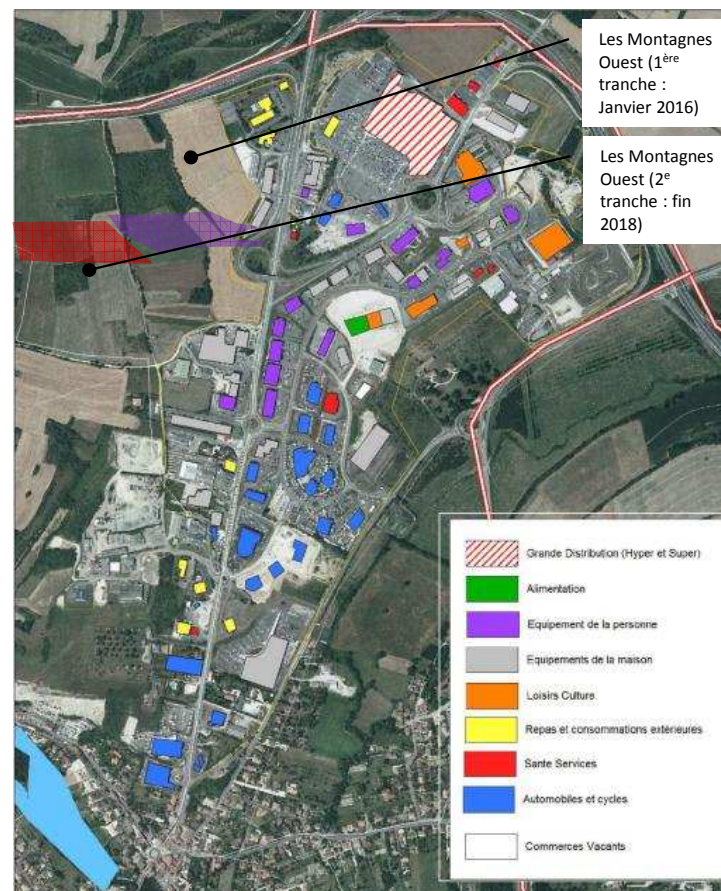 Les Montagnes
Ouest (1ère
tranche :
Janvier 2016)
Les Montagnes
Ouest (2e
tranche : fin
2018)
Grande Distribution (Hyper et Super)
Alimentation
Equipement de la personne
Equipements de la maison
Loisirs Culture
Repas et consommations extérieures
Sante Services
Automobiles et cycles
Commerces Vacants